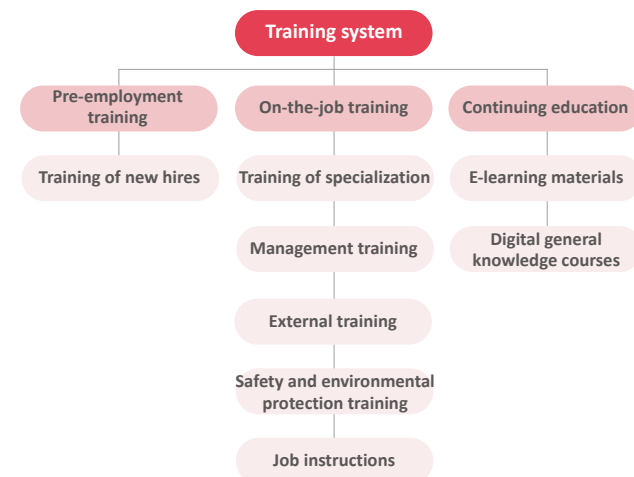 Training system
Pre-employment
training
On-the-job training
Continuing education
Training of new hires
Training of specialization
E-learning materials
Management training
Digital general
knowledge courses
External training
Safety and environmental
protection training
Job instructions